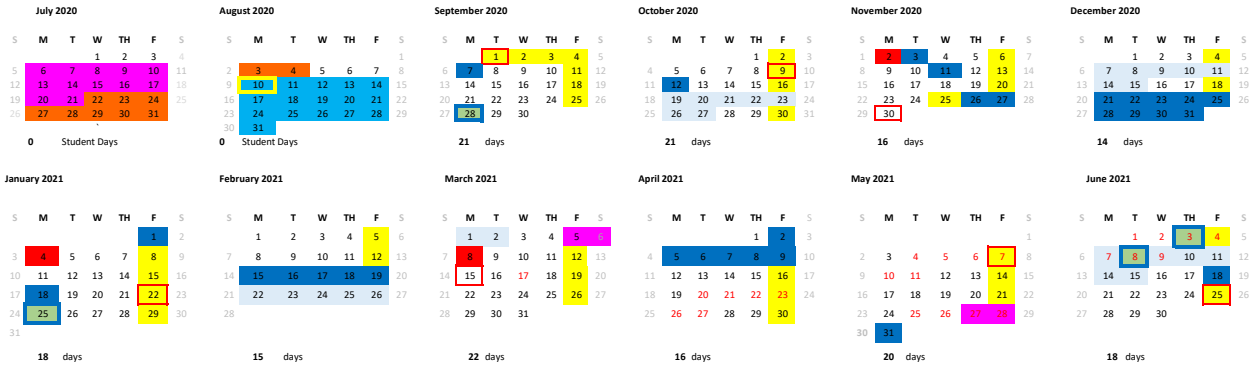 July 2020
S M T W TH F S
1 2 3 4
5 6 7 8 9 10 11
12 13 14 15 16 17 18
19 20 21 22 23 24 25
26 27 28 29 30 31
0 Student Days
August 2020
S M T W TH F S
1
2 3 4 5 6 7 8
9 10 11 12 13 14 15
16 17 18 19 20 21 22
23 24 25 26 27 28 29
30 31
0 Student Days
September 2020
S M T W TH F S
1 2 3 4 5
6 7 8 9 10 11 12
13 14 15 16 17 18 19
20 21 22 23 24 25 26
27 28 29 30
21 days
October 2020
S M T W TH F S
1 2 3
4 5 6 7 8 9 10
11 12 13 14 15 16 17
18 19 20 21 22 23 24
25 26 27 28 29 30 31
21 days
November 2020
S M T W TH F S
1 2 3 4 5 6 7
8 9 10 11 12 13 14
15 16 17 18 19 20 21
22 23 24 25 26 27 28
29 30
16 days
December 2020
S M T W TH F S
1 2 3 4 5
6 7 8 9 10 11 12
13 14 15 16 17 18 19
20 21 22 23 24 25 26
27 28 29 30 31
14 days
January 2021
S M T W TH F S
1 2
3 4 5 6 7 8 9
10 11 12 13 14 15 16
17 18 19 20 21 22 23
24 25 26 27 28 29 30
31
18 days
February 2021
S M T W TH F S
1 2 3 4 5 6
7 8 9 10 11 12 13
14 15 16 17 18 19 20
21 22 23 24 25 26 27
28
15 days
March 2021
S M T W TH F S
1 2 3 4 5 6
7 8 9 10 11 12 13
14 15 16 17 18 19 20
21 22 23 24 25 26 27
28 29 30 31
22 days
April 2021
S M T W TH F S
1 2 3
4 5 6 7 8 9 10
11 12 13 14 15 16 17
18 19 20 21 22 23 24
25 26 27 28 29 30
16 days
May 2021
S M T W TH F S
1
2 3 4 5 6 7 8
9 10 11 12 13 14 15
16 17 18 19 20 21 22
23 24 25 26 27 28 29
30 31
20 days
June 2021
S M T W TH F S
1 2 3 4 5
6 7 8 9 10 11 12
13 14 15 16 17 18 19
20 21 22 23 24 25 26
27 28 29 30
18 days